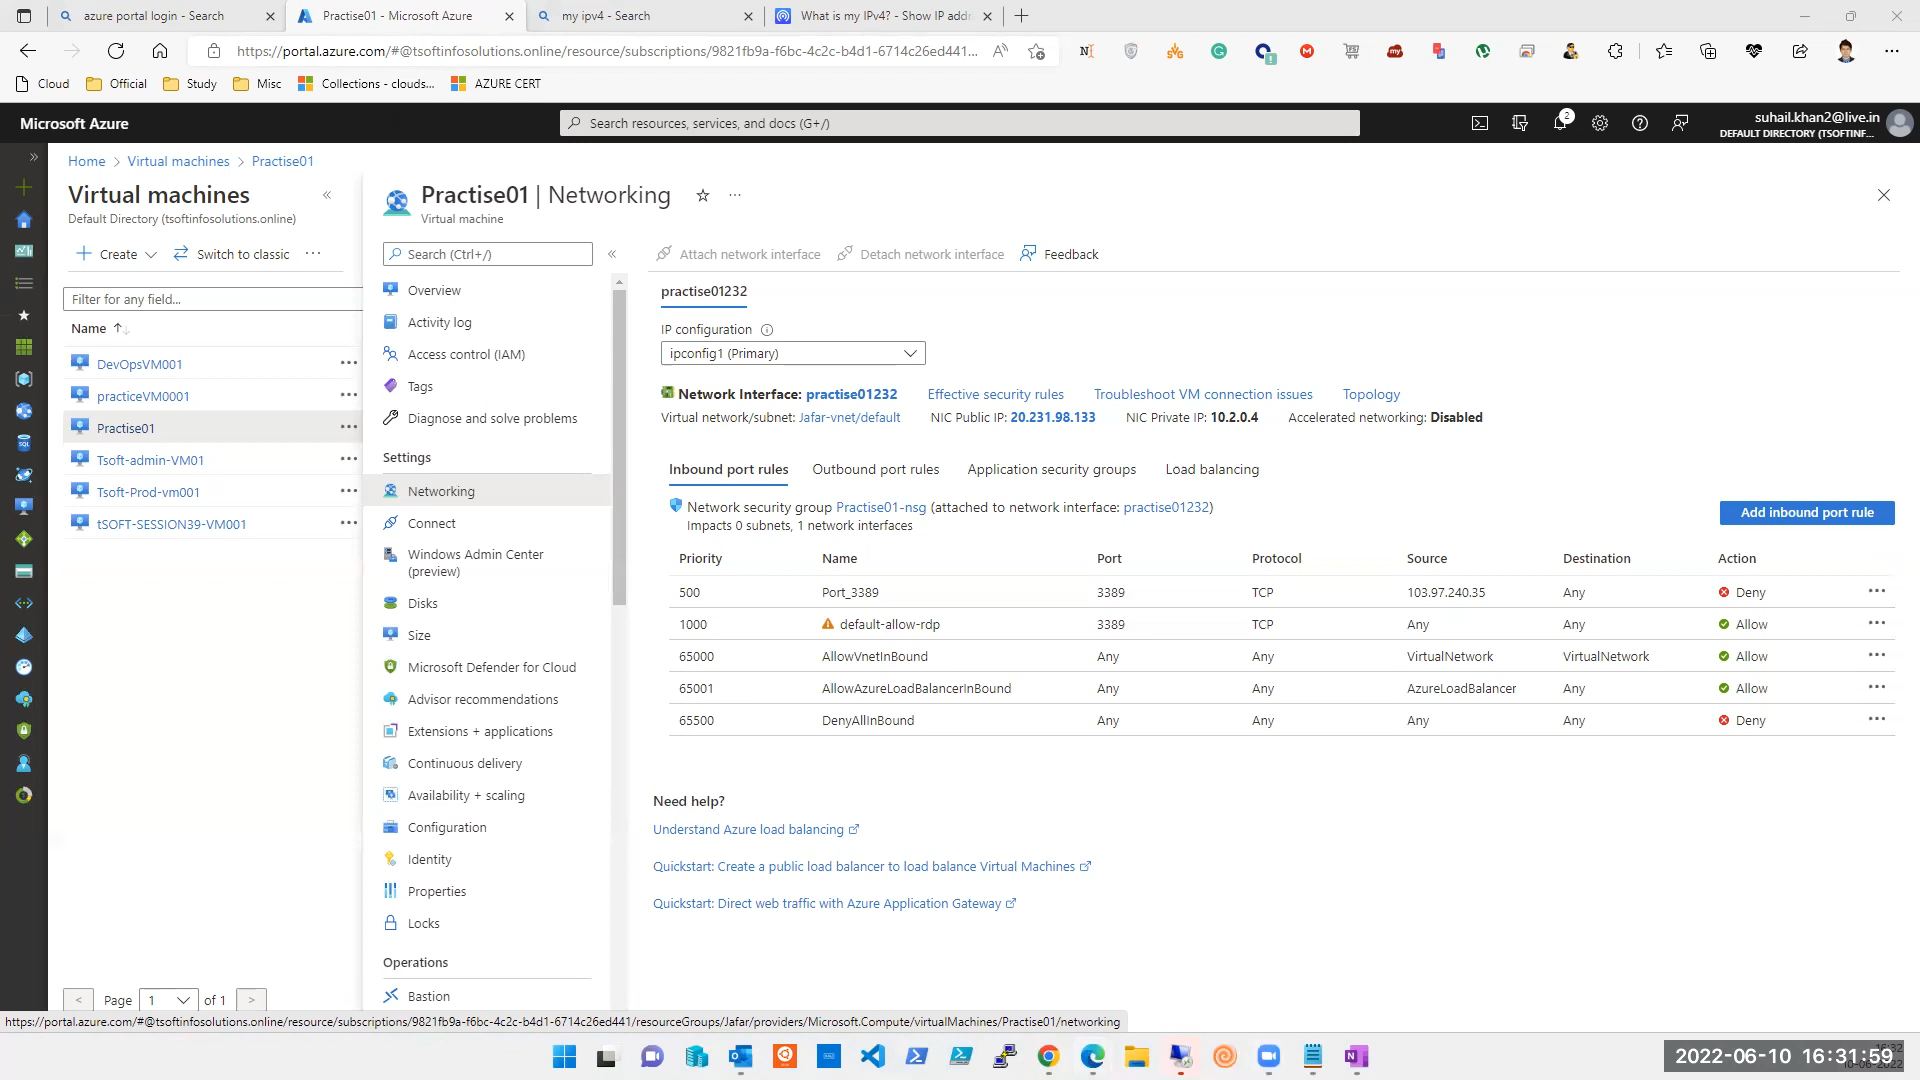 azure portal login - Search
Practise01 - Microsoft Azure
my ipv4 - Search
What is my IPv4? - Show IP addr
https://portal.azure.com/#@tsoftinfosolutions.online/resource/subscriptions/9821fb9a-f6bc-4c2c-b4d1-6714c26ed441...
Cloud
Official
Study
Misc
Collections - clouds...
AZURE CERT
Microsoft Azure
Search resources, services, and docs (G+/)
2
suhail.khan2@live.in
DEFAULT DIRECTORY (TSOFTINF...
Home > Virtual machines > Practise01
Virtual machines
Default Directory (tsoftinfosolutions.online)
Create
Switch to classic
Filter for any field...
Name
DevOpsVM001
practiceVM0001
Practise01
Tsoft-admin-VM01
Tsoft-Prod-vm001
tSOFT-SESSION39-VM001
< Page 1 of 1 >
Practise01 | Networking
Virtual machine
Search (Ctrl+/)
Overview
Activity log
Access control (IAM)
Tags
Diagnose and solve problems
Settings
Networking
Connect
Windows Admin Center
(preview)
Disks
Size
Microsoft Defender for Cloud
Advisor recommendations
Extensions + applications
Continuous delivery
Availability + scaling
Configuration
Identity
Properties
Locks
Operations
Bastion
Attach network interface
Detach network interface
Feedback
practise01232
IP configuration
ipconfig1 (Primary)
Network Interface: practise01232 Effective security rules Troubleshoot VM connection issues Topology
Virtual network/subnet: Jafar-vnet/default NIC Public IP: 20.231.98.133 NIC Private IP: 10.2.0.4 Accelerated networking: Disabled
Inbound port rules Outbound port rules Application security groups Load balancing
Network security group Practise01-nsg (attached to network interface: practise01232)
Impacts 0 subnets, 1 network interfaces
Add inbound port rule
Priority Name Port Protocol Source Destination Action
500 Port_3389 3389 TCP 103.97.240.35 Any Deny
1000 default-allow-rdp 3389 TCP Any Any Allow
65000 AllowVnetInBound Any Any VirtualNetwork VirtualNetwork Allow
65001 AllowAzureLoadBalancerInBound Any Any AzureLoadBalancer Any Allow
65500 DenyAllInBound Any Any Any Any Deny
Need help?
Understand Azure load balancing
Quickstart: Create a public load balancer to load balance Virtual Machines
Quickstart: Direct web traffic with Azure Application Gateway
https://portal.azure.com/#@tsoftinfosolutions.online/resource/subscriptions/9821fb9a-f6bc-4c2c-b4d1-6714c26ed441/resourceGroups/Jafar/providers/Microsoft.Compute/virtualMachines/Practise01/networking
2022-06-10 16:31:59